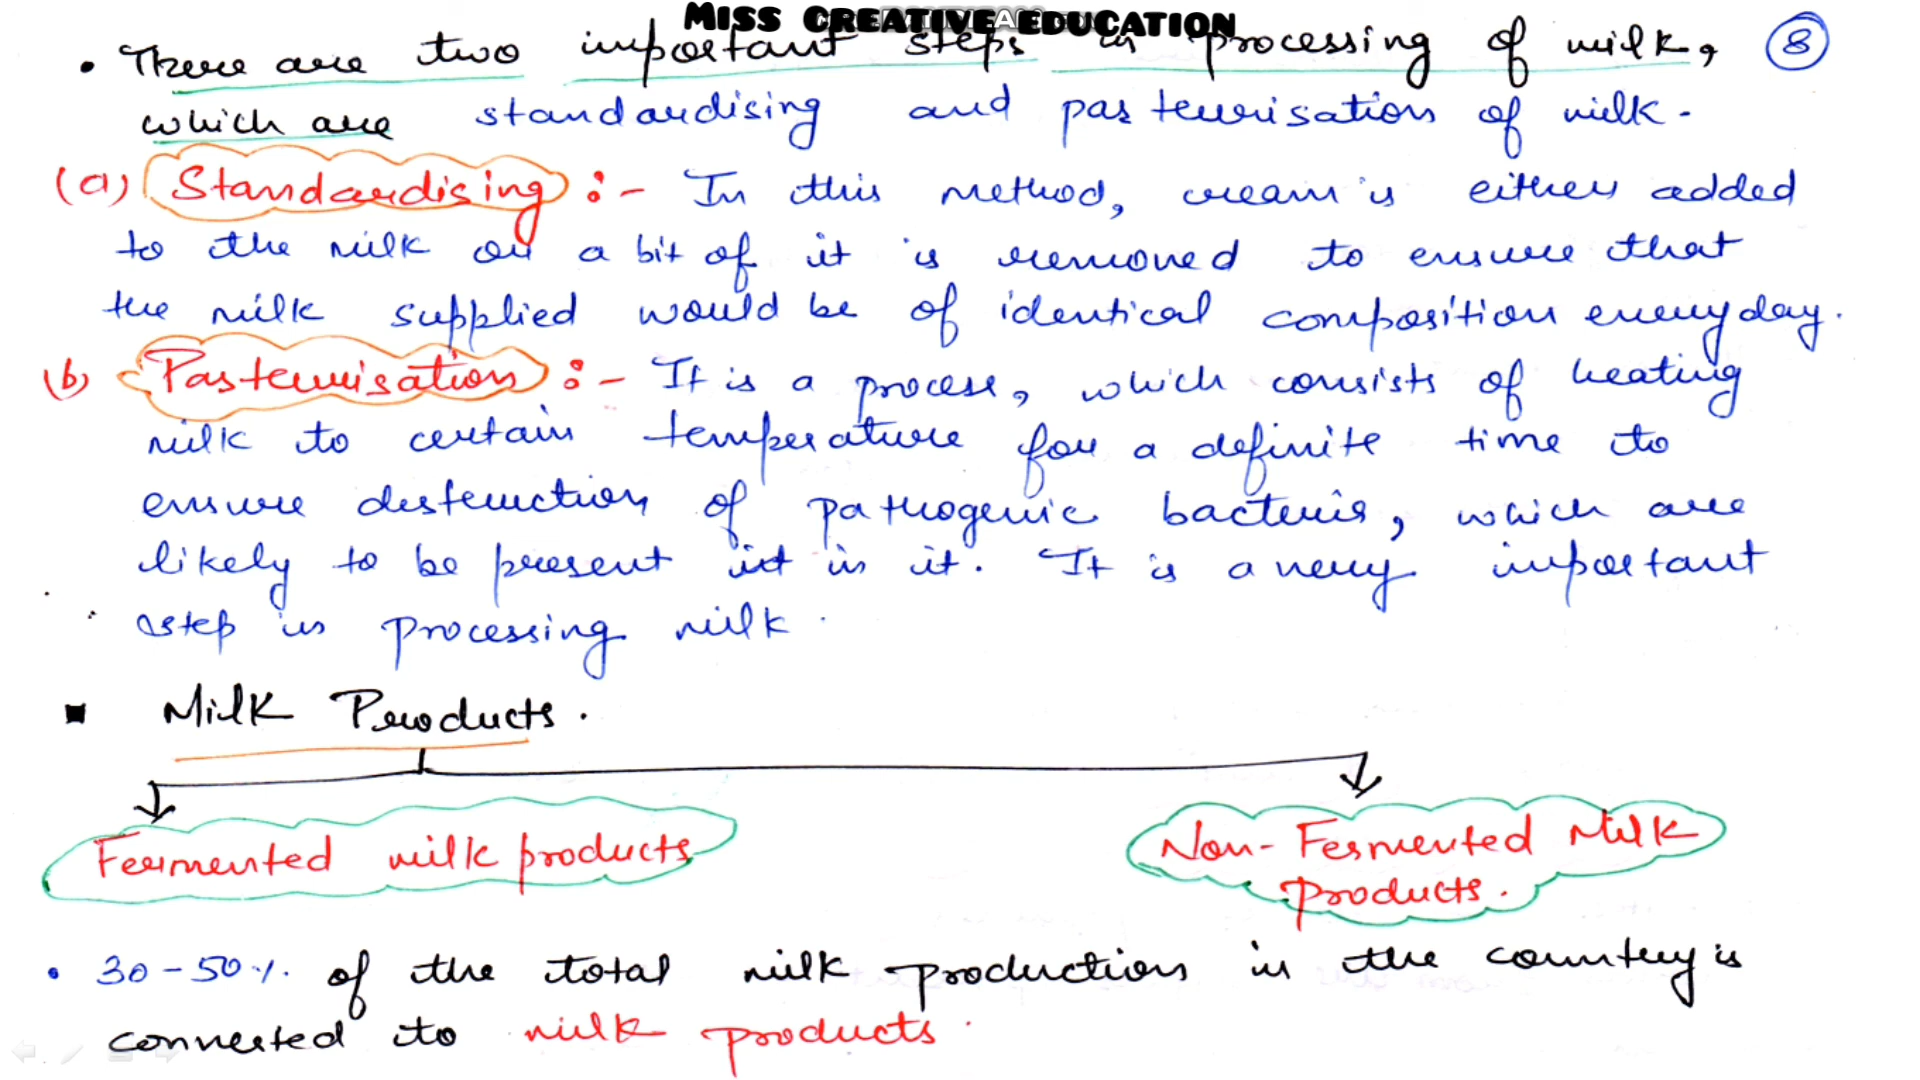 MISS CREATIVE EDUCATION
• There are two important steps in processing of milk, 8
which are standardising and pasteurisation of milk.
(a) Standardising :- In this method, cream is either added
to the milk or a bit of it is removed to ensure that
the milk supplied would be of identical composition everyday.
(b) Pasteurisation :- It is a process, which consists of heating
milk to certain temperature for a definite time to
ensure destruction of pathogenic bacteria, which are
likely to be present in it. It is a very important
step in processing milk.
▪ Milk Products.
Fermented milk products
Non-Fermented Milk
Products.
• 30-50% of the total milk production in the country is
converted to milk products.